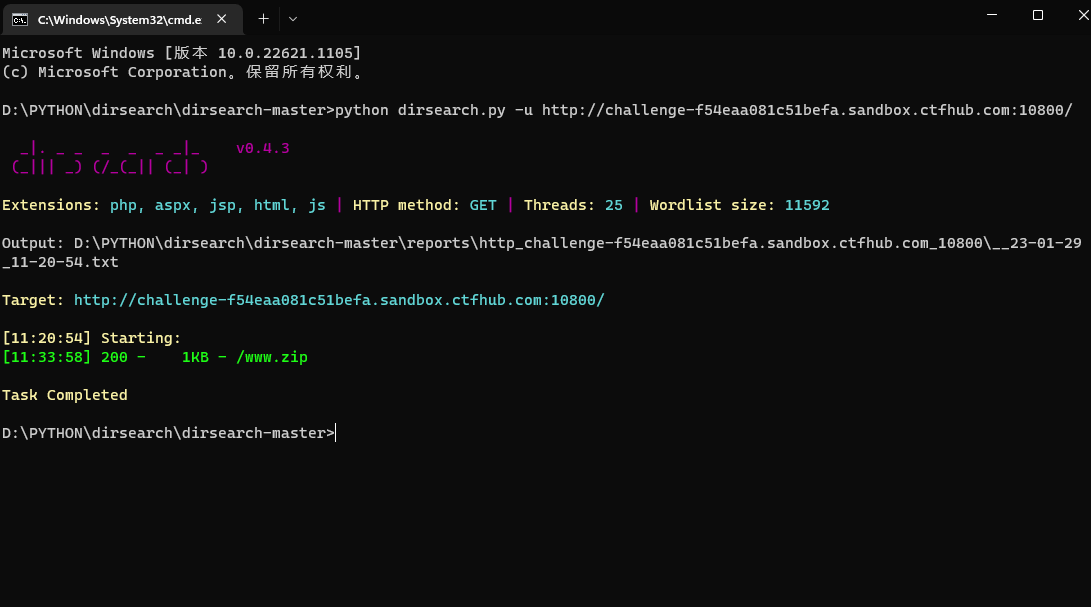 C:\Windows\System32\cmd.e
Microsoft Windows [版本 10.0.22621.1105]
(c) Microsoft Corporation。保留所有权利。
D:\PYTHON\dirsearch\dirsearch-master>python dirsearch.py -u http://challenge-f54eaa081c51befa.sandbox.ctfhub.com:10800/
  _|. _ _  _  _  _ _|_    v0.4.3
 (_||| _) (/_(_|| (_| )
Extensions: php, aspx, jsp, html, js | HTTP method: GET | Threads: 25 | Wordlist size: 11592
Output: D:\PYTHON\dirsearch\dirsearch-master\reports\http_challenge-f54eaa081c51befa.sandbox.ctfhub.com_10800\__23-01-29
_11-20-54.txt
Target: http://challenge-f54eaa081c51befa.sandbox.ctfhub.com:10800/
[11:20:54] Starting:
[11:33:58] 200 -    1KB - /www.zip
Task Completed
D:\PYTHON\dirsearch\dirsearch-master>